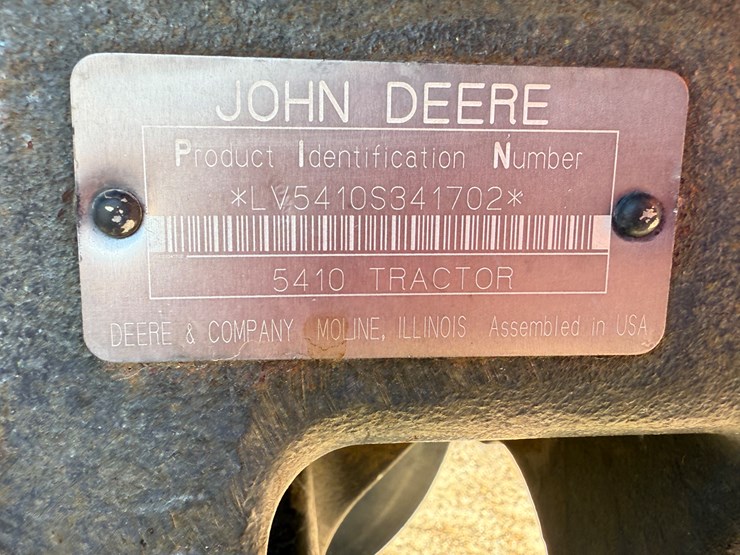 JOHN DEERE
Product Identification Number
*LV5410S341702*
5410 TRACTOR
DEERE & COMPANY MOLINE, ILLINOIS Assembled in USA